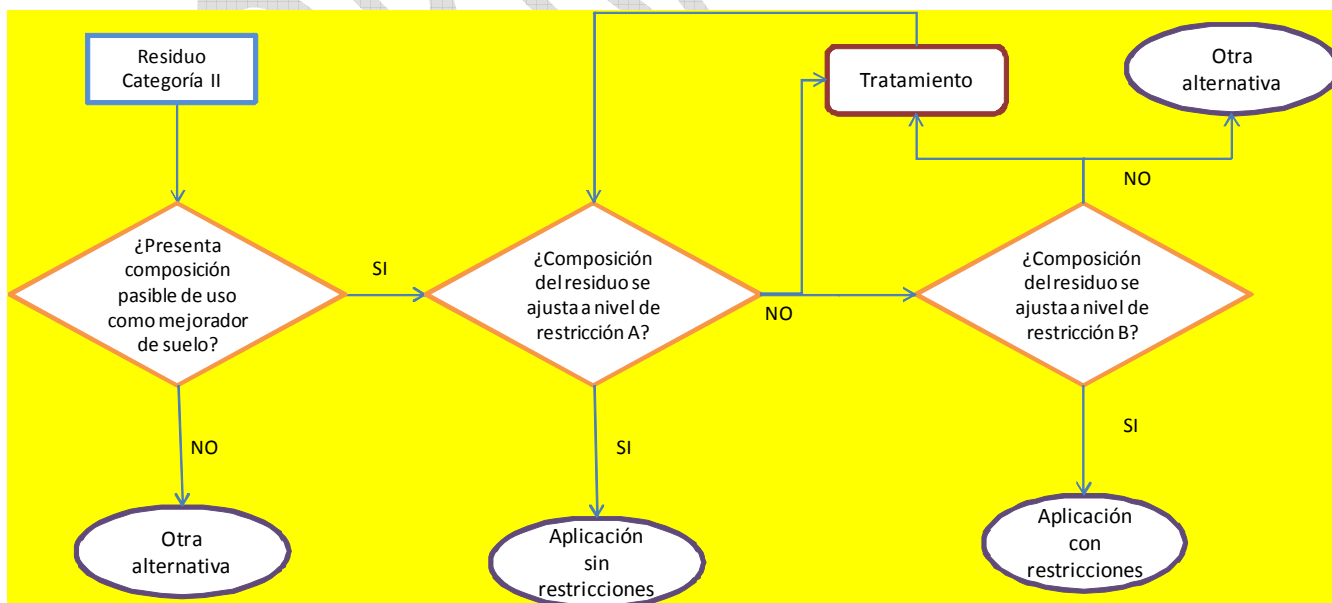 Residuo
Categoría II
Tratamiento
Otra
alternativa
NO
¿Presenta
composición
pasible de uso
como mejorador
de suelo?
SI
¿Composición
del residuo se
ajusta a nivel de
restricción A?
NO
¿Composición
del residuo se
ajusta a nivel de
restricción B?
NO
SI
SI
Otra
alternativa
Aplicación
sin
restricciones
Aplicación
con
restricciones